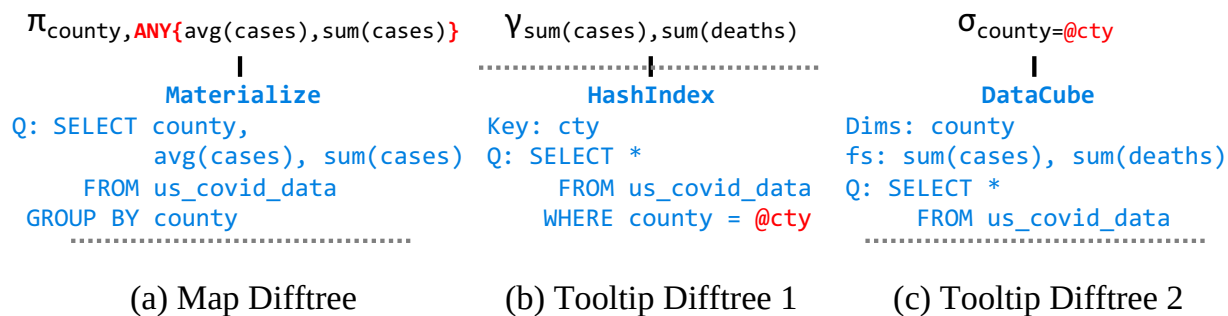 π county,ANY{avg(cases),sum(cases)}
Materialize
Q: SELECT county,
avg(cases), sum(cases)
FROM us_covid_data
GROUP BY county
(a) Map Difftree
γ sum(cases),sum(deaths)
HashIndex
Key: cty
Q: SELECT *
FROM us_covid_data
WHERE county = @cty
(b) Tooltip Difftree 1
σ county=@cty
DataCube
Dims: county
fs: sum(cases), sum(deaths)
Q: SELECT *
FROM us_covid_data
(c) Tooltip Difftree 2